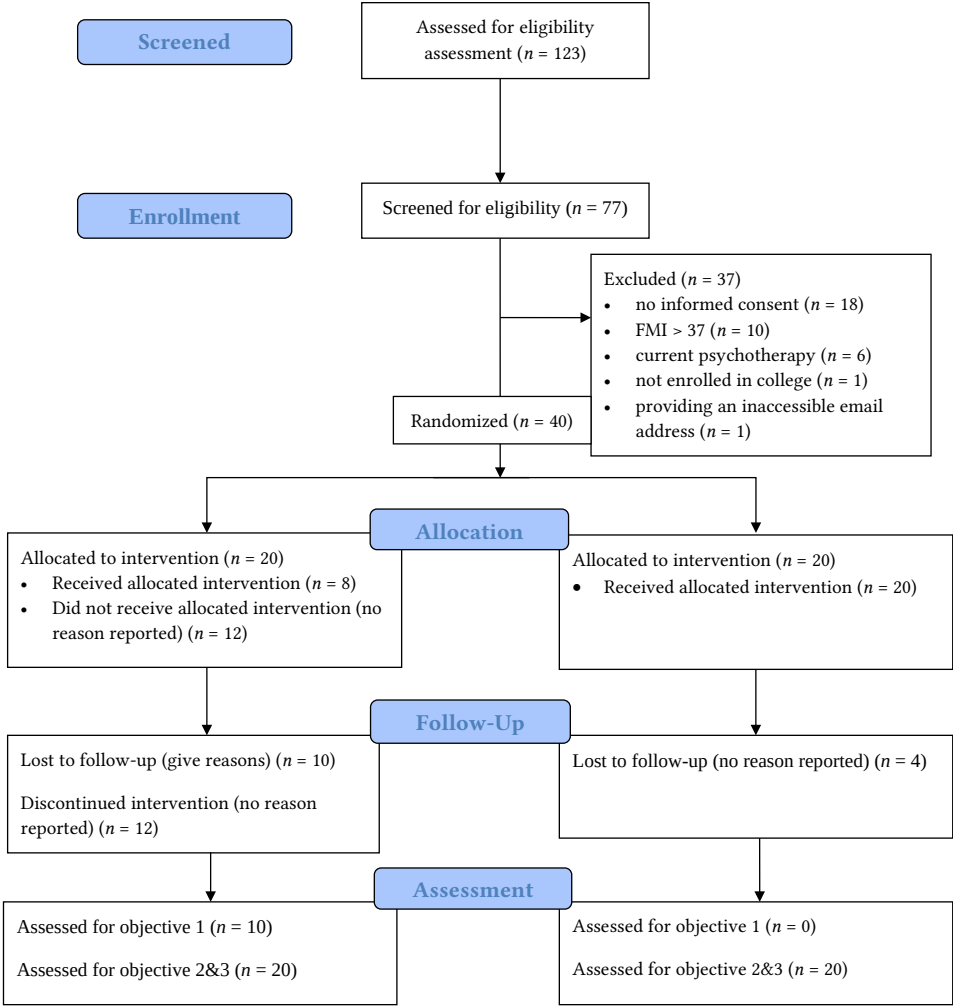 Screened
Assessed for eligibility
assessment (n = 123)
Enrollment
Screened for eligibility (n = 77)
Excluded (n = 37)
• no informed consent (n = 18)
• FMI > 37 (n = 10)
• current psychotherapy (n = 6)
• not enrolled in college (n = 1)
• providing an inaccessible email
address (n = 1)
Randomized (n = 40)
Allocation
Allocated to intervention (n = 20)
• Received allocated intervention (n = 8)
• Did not receive allocated intervention (no
reason reported) (n = 12)
Allocated to intervention (n = 20)
• Received allocated intervention (n = 20)
Follow-Up
Lost to follow-up (give reasons) (n = 10)
Discontinued intervention (no reason
reported) (n = 12)
Lost to follow-up (no reason reported) (n = 4)
Assessment
Assessed for objective 1 (n = 10)
Assessed for objective 2&3 (n = 20)
Assessed for objective 1 (n = 0)
Assessed for objective 2&3 (n = 20)